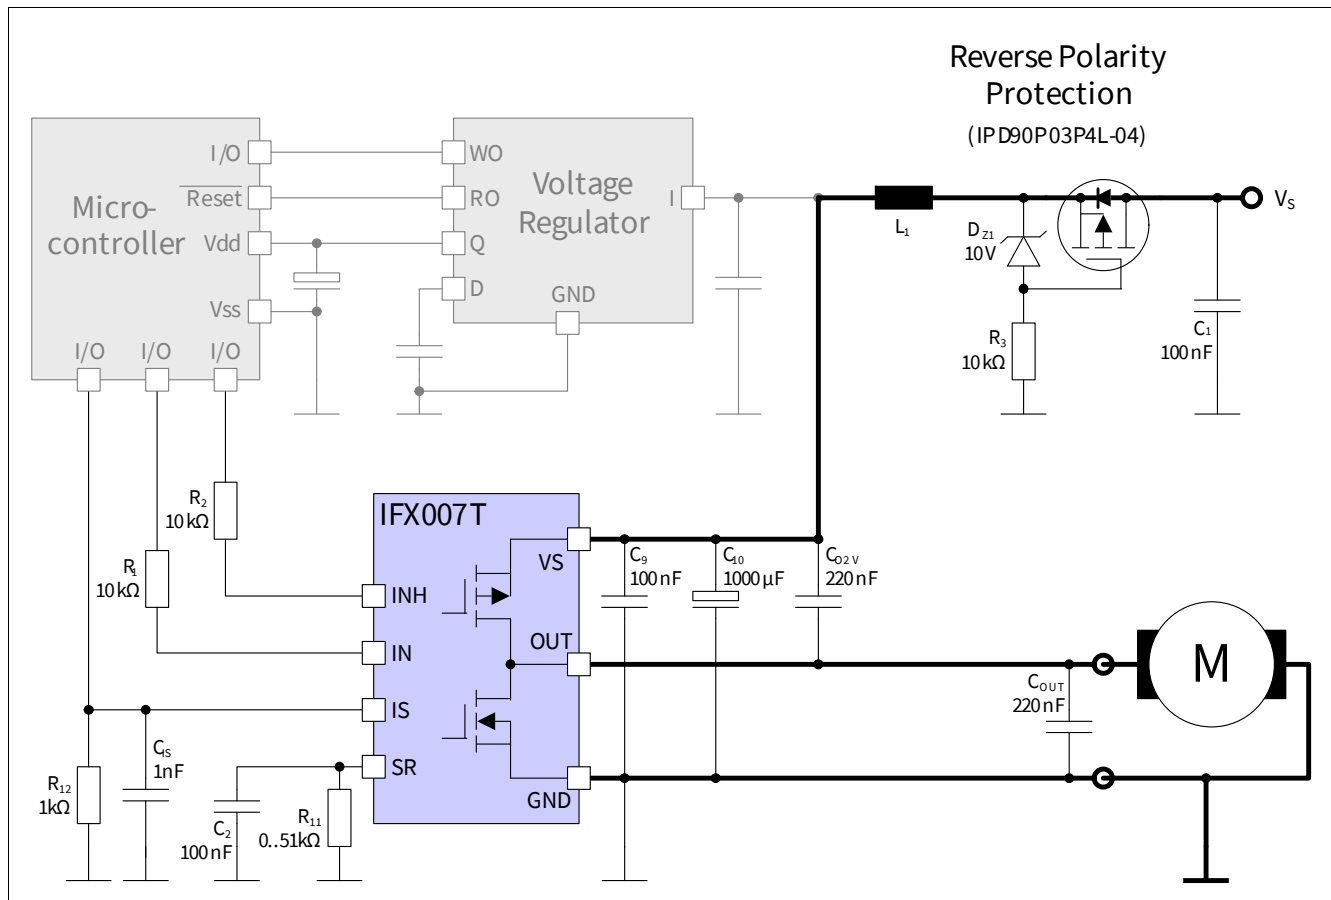 Reverse Polarity
Protection
(IPD90P03P4L-04)
Micro-
controller
I/O
Reset
Vdd
Vss
I/O
I/O
I/O
WO
RO
Q
D
Voltage
Regulator
I
GND
L1
DZ1
10V
R3
10kΩ
C1
100nF
VS
R2
10kΩ
R1
10kΩ
IFX007T
VS
INH
OUT
IN
IS
SR
GND
C9
100nF
C10
1000µF
CO2V
220nF
COUT
220nF
M
R12
1kΩ
CIS
1nF
C2
100nF
R11
0..51kΩ